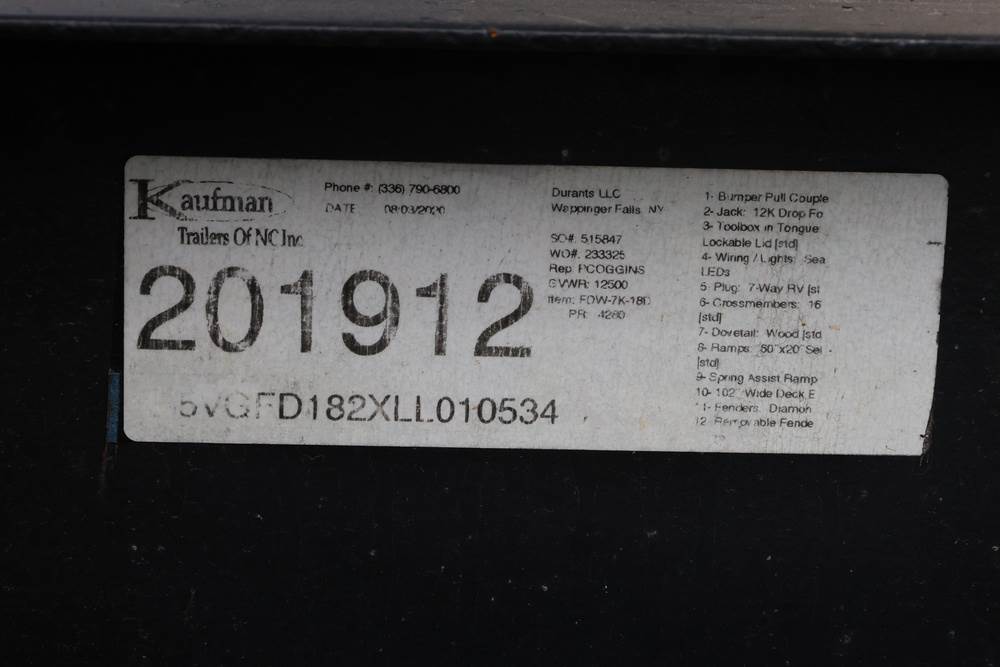 Kaufman
Trailers Of NC Inc
Phone #: (336) 790-6800
DATE 08/03/2020
201912
5VGFD182XLL010534
Durants LLC
Wappinger Falls NY
SO#: 515847
WO#: 233325
Rep: PCOGGINS
GVWR: 12500
Item: FDW-7K-18D
PR: 4280
1- Bumper Pull Couple
2- Jack: 12K Drop Fo
3- Toolbox in Tongue
Lockable Lid [std]
4- Wiring / Lights: Sea
LEDs
5- Plug: 7-Way RV [st
6- Crossmembers: 16
[std]
7- Dovetail: Wood [std
8- Ramps: 60"x20" Sel
[std]
9- Spring Assist Ramp
10- 102" Wide Deck E
11- Fenders: Diamon
12- Removable Fende